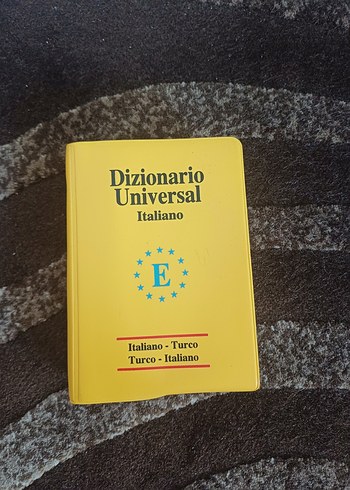 Dizionario
Universal
Italiano
E
Italiano - Turco
Turco - Italiano